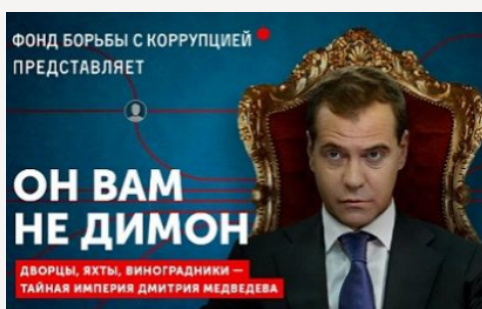 ФОНД БОРЬБЫ С КОРРУПЦИЕЙ
ПРЕДСТАВЛЯЕТ
ОН ВАМ
НЕ ДИМОН
ДВОРЦЫ, ЯХТЫ, ВИНОГРАДНИКИ —
ТАЙНАЯ ИМПЕРИЯ ДМИТРИЯ МЕДВЕДЕВА